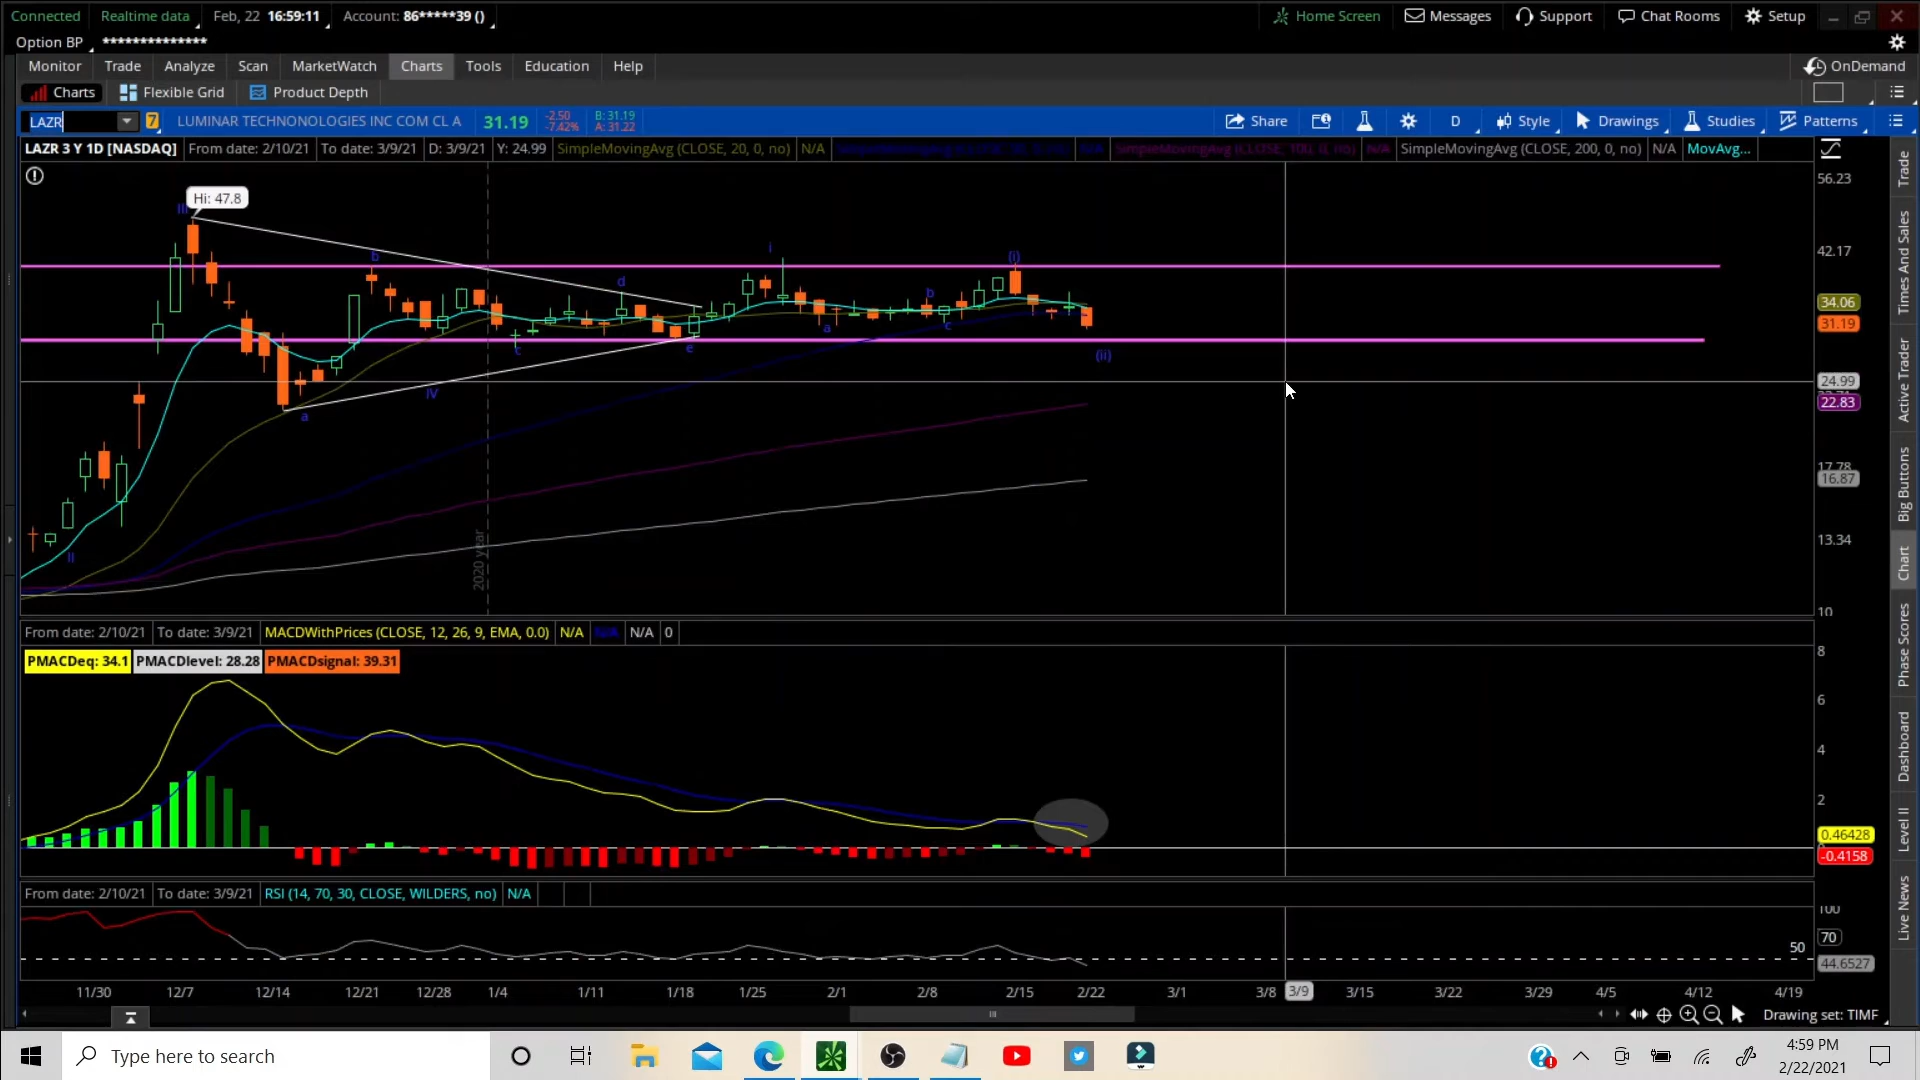 Connected Realtime data Feb, 22 16:59:11 Account: 86*****39 () Home Screen Messages Support Chat Rooms Setup
Option BP **************
Monitor Trade Analyze Scan MarketWatch Charts Tools Education Help OnDemand
Charts Flexible Grid Product Depth
LAZR 7 LUMINAR TECHNONOLOGIES INC COM CL A 31.19 -2.50 -7.42% B: 31.19 A: 31.22 Share D Style Drawings Studies Patterns
LAZR 3 Y 1D [NASDAQ] From date: 2/10/21 To date: 3/9/21 D: 3/9/21 Y: 24.99 SimpleMovingAvg (CLOSE, 20, 0, no) N/A SimpleMovingAvg (CLOSE, 100, 0, no) N/A SimpleMovingAvg (CLOSE, 200, 0, no) N/A MovAvg...
56.23
Hi: 47.8
III
i
42.17
b
(i)
d
b
34.06
31.19
a
c
c
e
(ii)
24.99
IV
22.83
a
17.78
16.87
13.34
2020 year
II
10
From date: 2/10/21 To date: 3/9/21 MACDWithPrices (CLOSE, 12, 26, 9, EMA, 0.0) N/A N/A N/A 0
PMACDeq: 34.1 PMACDlevel: 28.28 PMACDsignal: 39.31
8
6
4
2
0.46428
-0.4158
From date: 2/10/21 To date: 3/9/21 RSI (14, 70, 30, CLOSE, WILDERS, no) N/A
100
70
50
44.6527
11/30 12/7 12/14 12/21 12/28 1/4 1/11 1/18 1/25 2/1 2/8 2/15 2/22 3/1 3/8 3/9 3/15 3/22 3/29 4/5 4/12 4/19
Drawing set: TIMF
Trade
Times And Sales
Active Trader
Big Buttons
Chart
Phase Scores
Dashboard
Level II
Live News
Type here to search
4:59 PM
2/22/2021